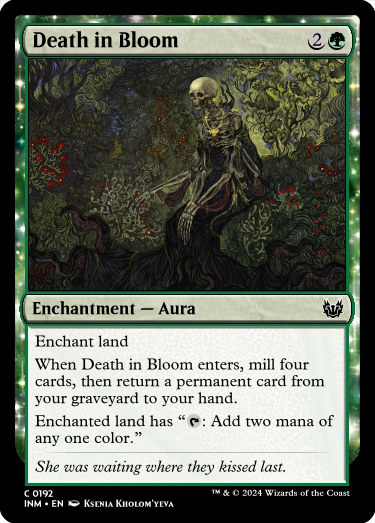 Death in Bloom 2
Enchantment — Aura
Enchant land
When Death in Bloom enters, mill four
cards, then return a permanent card from
your graveyard to your hand.
Enchanted land has “: Add two mana of
any one color.”
She was waiting where they kissed last.
C 0192
™ & © 2024 Wizards of the Coast
INM • EN Ksenia Kholom'yeva